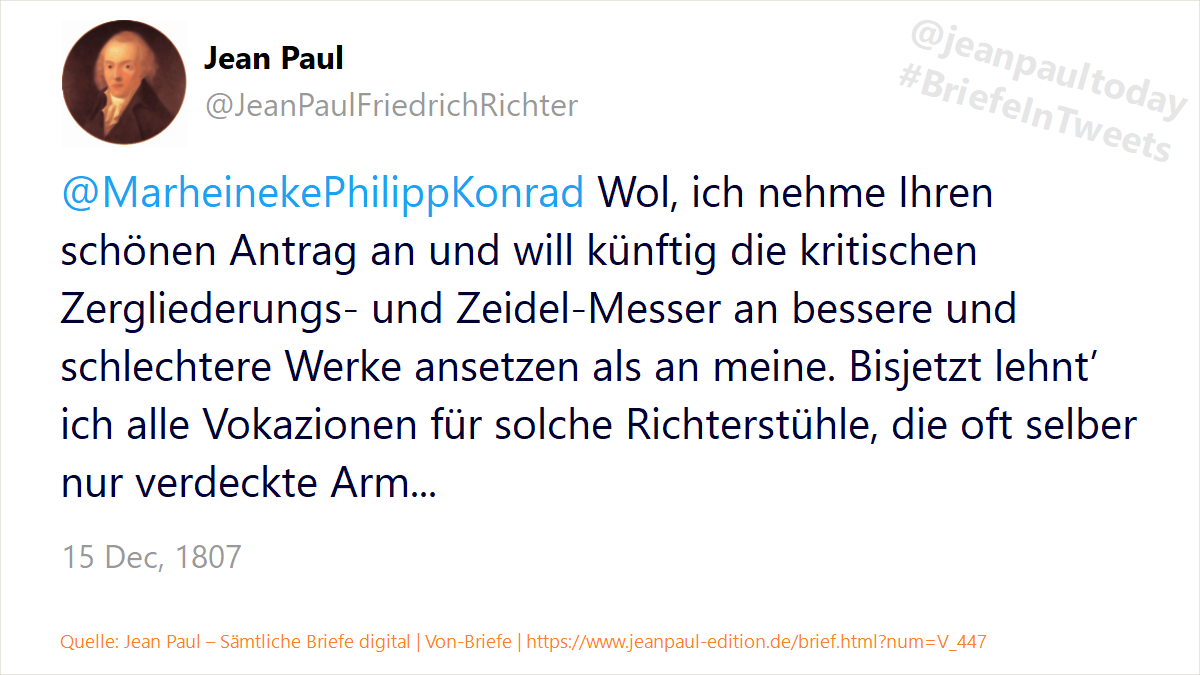 Jean Paul
@JeanPaulFriedrichRichter
@jeanpaultoday
#BriefeInTweets
@MarheinekePhilippKonrad Wol, ich nehme Ihren
schönen Antrag an und will künftig die kritischen
Zergliederungs- und Zeidel-Messer an bessere und
schlechtere Werke ansetzen als an meine. Bisjetzt lehnt’
ich alle Vokazionen für solche Richterstühle, die oft selber
nur verdeckte Arm...
15 Dec, 1807
Quelle: Jean Paul – Sämtliche Briefe digital | Von-Briefe | https://www.jeanpaul-edition.de/brief.html?num=V_447